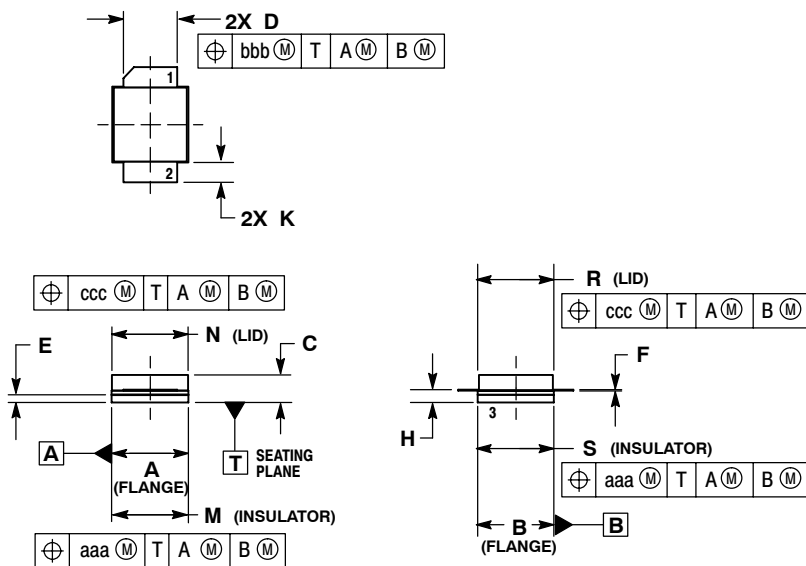 2X D
⌖ bbb Ⓜ T A Ⓜ B Ⓜ
1
2
2X K
⌖ ccc Ⓜ T A Ⓜ B Ⓜ
E
N (LID)
C
A
A
(FLANGE)
T SEATING
PLANE
M (INSULATOR)
⌖ aaa Ⓜ T A Ⓜ B Ⓜ
R (LID)
⌖ ccc Ⓜ T A Ⓜ B Ⓜ
F
3
H
S (INSULATOR)
⌖ aaa Ⓜ T A Ⓜ B Ⓜ
B
(FLANGE)
B